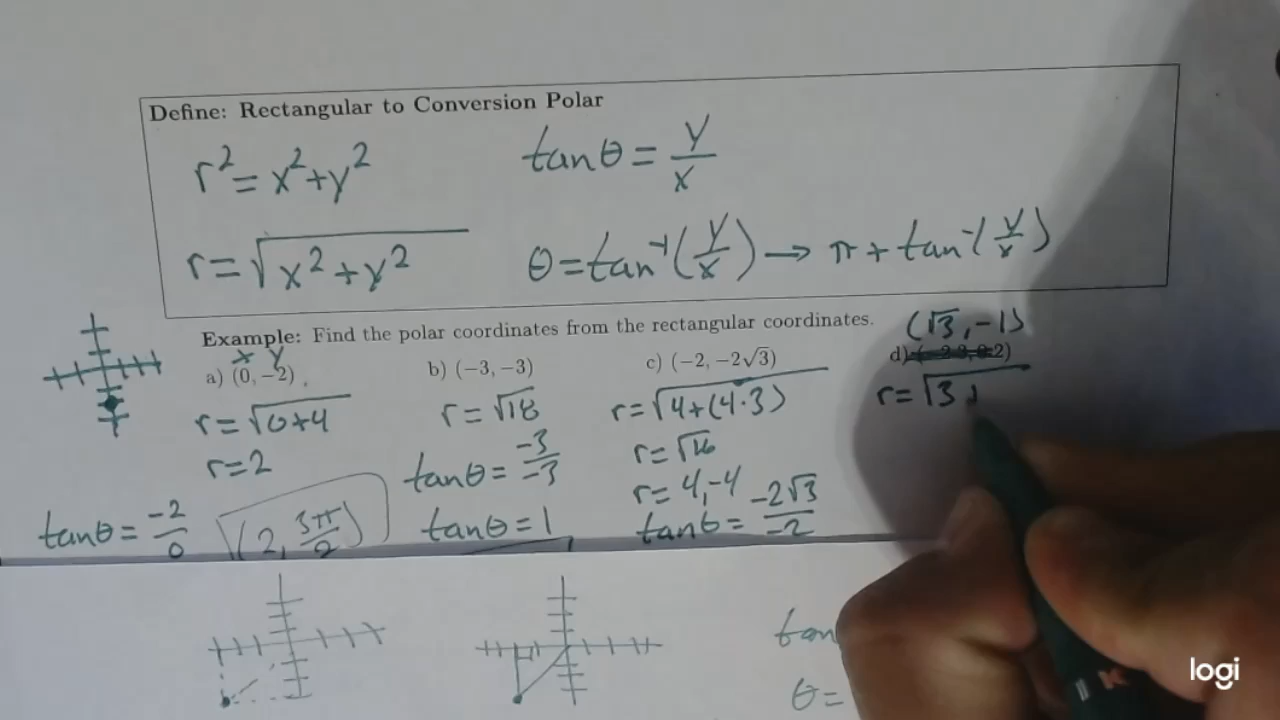 Define: Rectangular to Conversion Polar
r² = x² + y²
tanθ = y/x
r = √(x² + y²)
θ = tan⁻¹(y/x) → π + tan⁻¹(y/x)
Example: Find the polar coordinates from the rectangular coordinates.
x y
a) (0, −2)
r = √(0+4)
r = 2
tanθ = −2/0
(2, 3π/2)
b) (−3, −3)
r = √18
tanθ = −3/−3
tanθ = 1
c) (−2, −2√3)
r = √(4+(4·3))
r = √16
r = 4, −4
tanθ = −2√3/−2
(√3, −1)
d)
r = √3
tan
θ =
logi